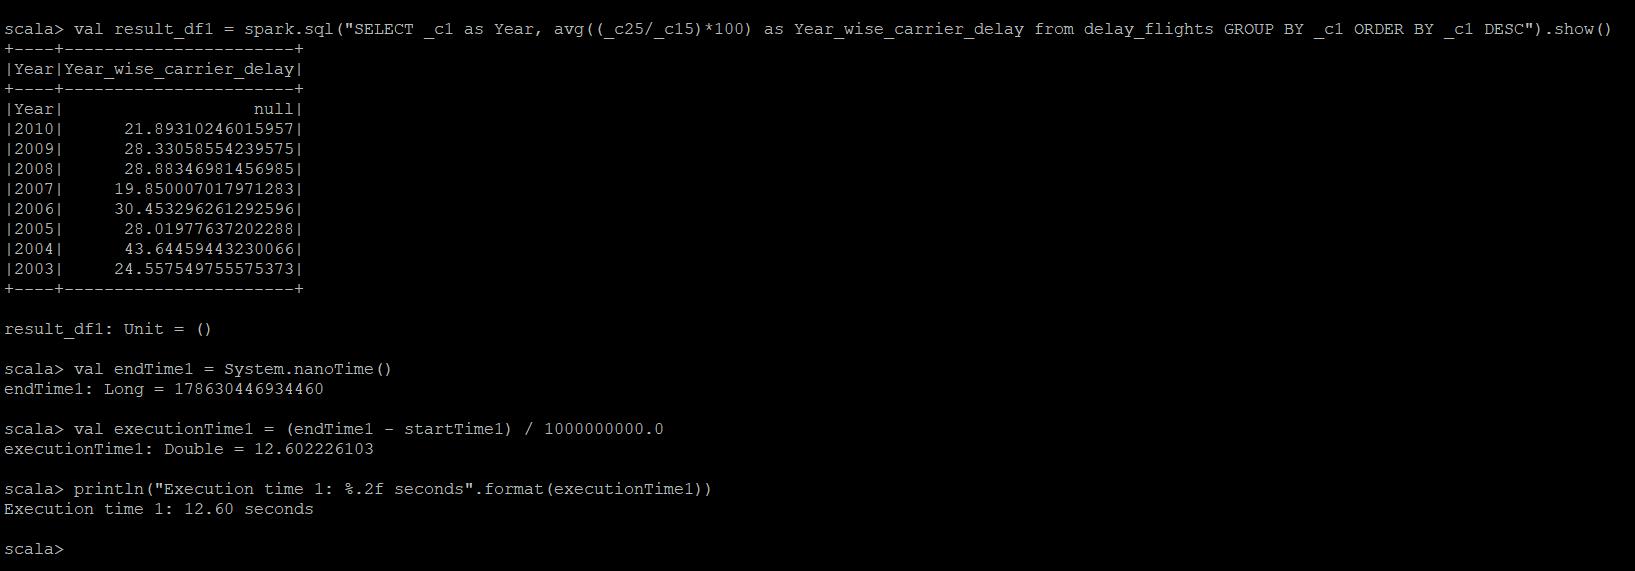 scala> val result_df1 = spark.sql("SELECT _c1 as Year, avg((_c25/_c15)*100) as Year_wise_carrier_delay from delay_flights GROUP BY _c1 ORDER BY _c1 DESC").show()
+----+-----------------------+
|Year|Year_wise_carrier_delay|
+----+-----------------------+
|Year|                   null|
|2010|      21.89310246015957|
|2009|      28.33058554239575|
|2008|      28.88346981456985|
|2007|     19.850007017971283|
|2006|     30.453296261292596|
|2005|      28.01977637202288|
|2004|      43.64459443230066|
|2003|     24.557549755575373|
+----+-----------------------+
result_df1: Unit = ()
scala> val endTime1 = System.nanoTime()
endTime1: Long = 178630446934460
scala> val executionTime1 = (endTime1 - startTime1) / 1000000000.0
executionTime1: Double = 12.602226103
scala> println("Execution time 1: %.2f seconds".format(executionTime1))
Execution time 1: 12.60 seconds
scala>